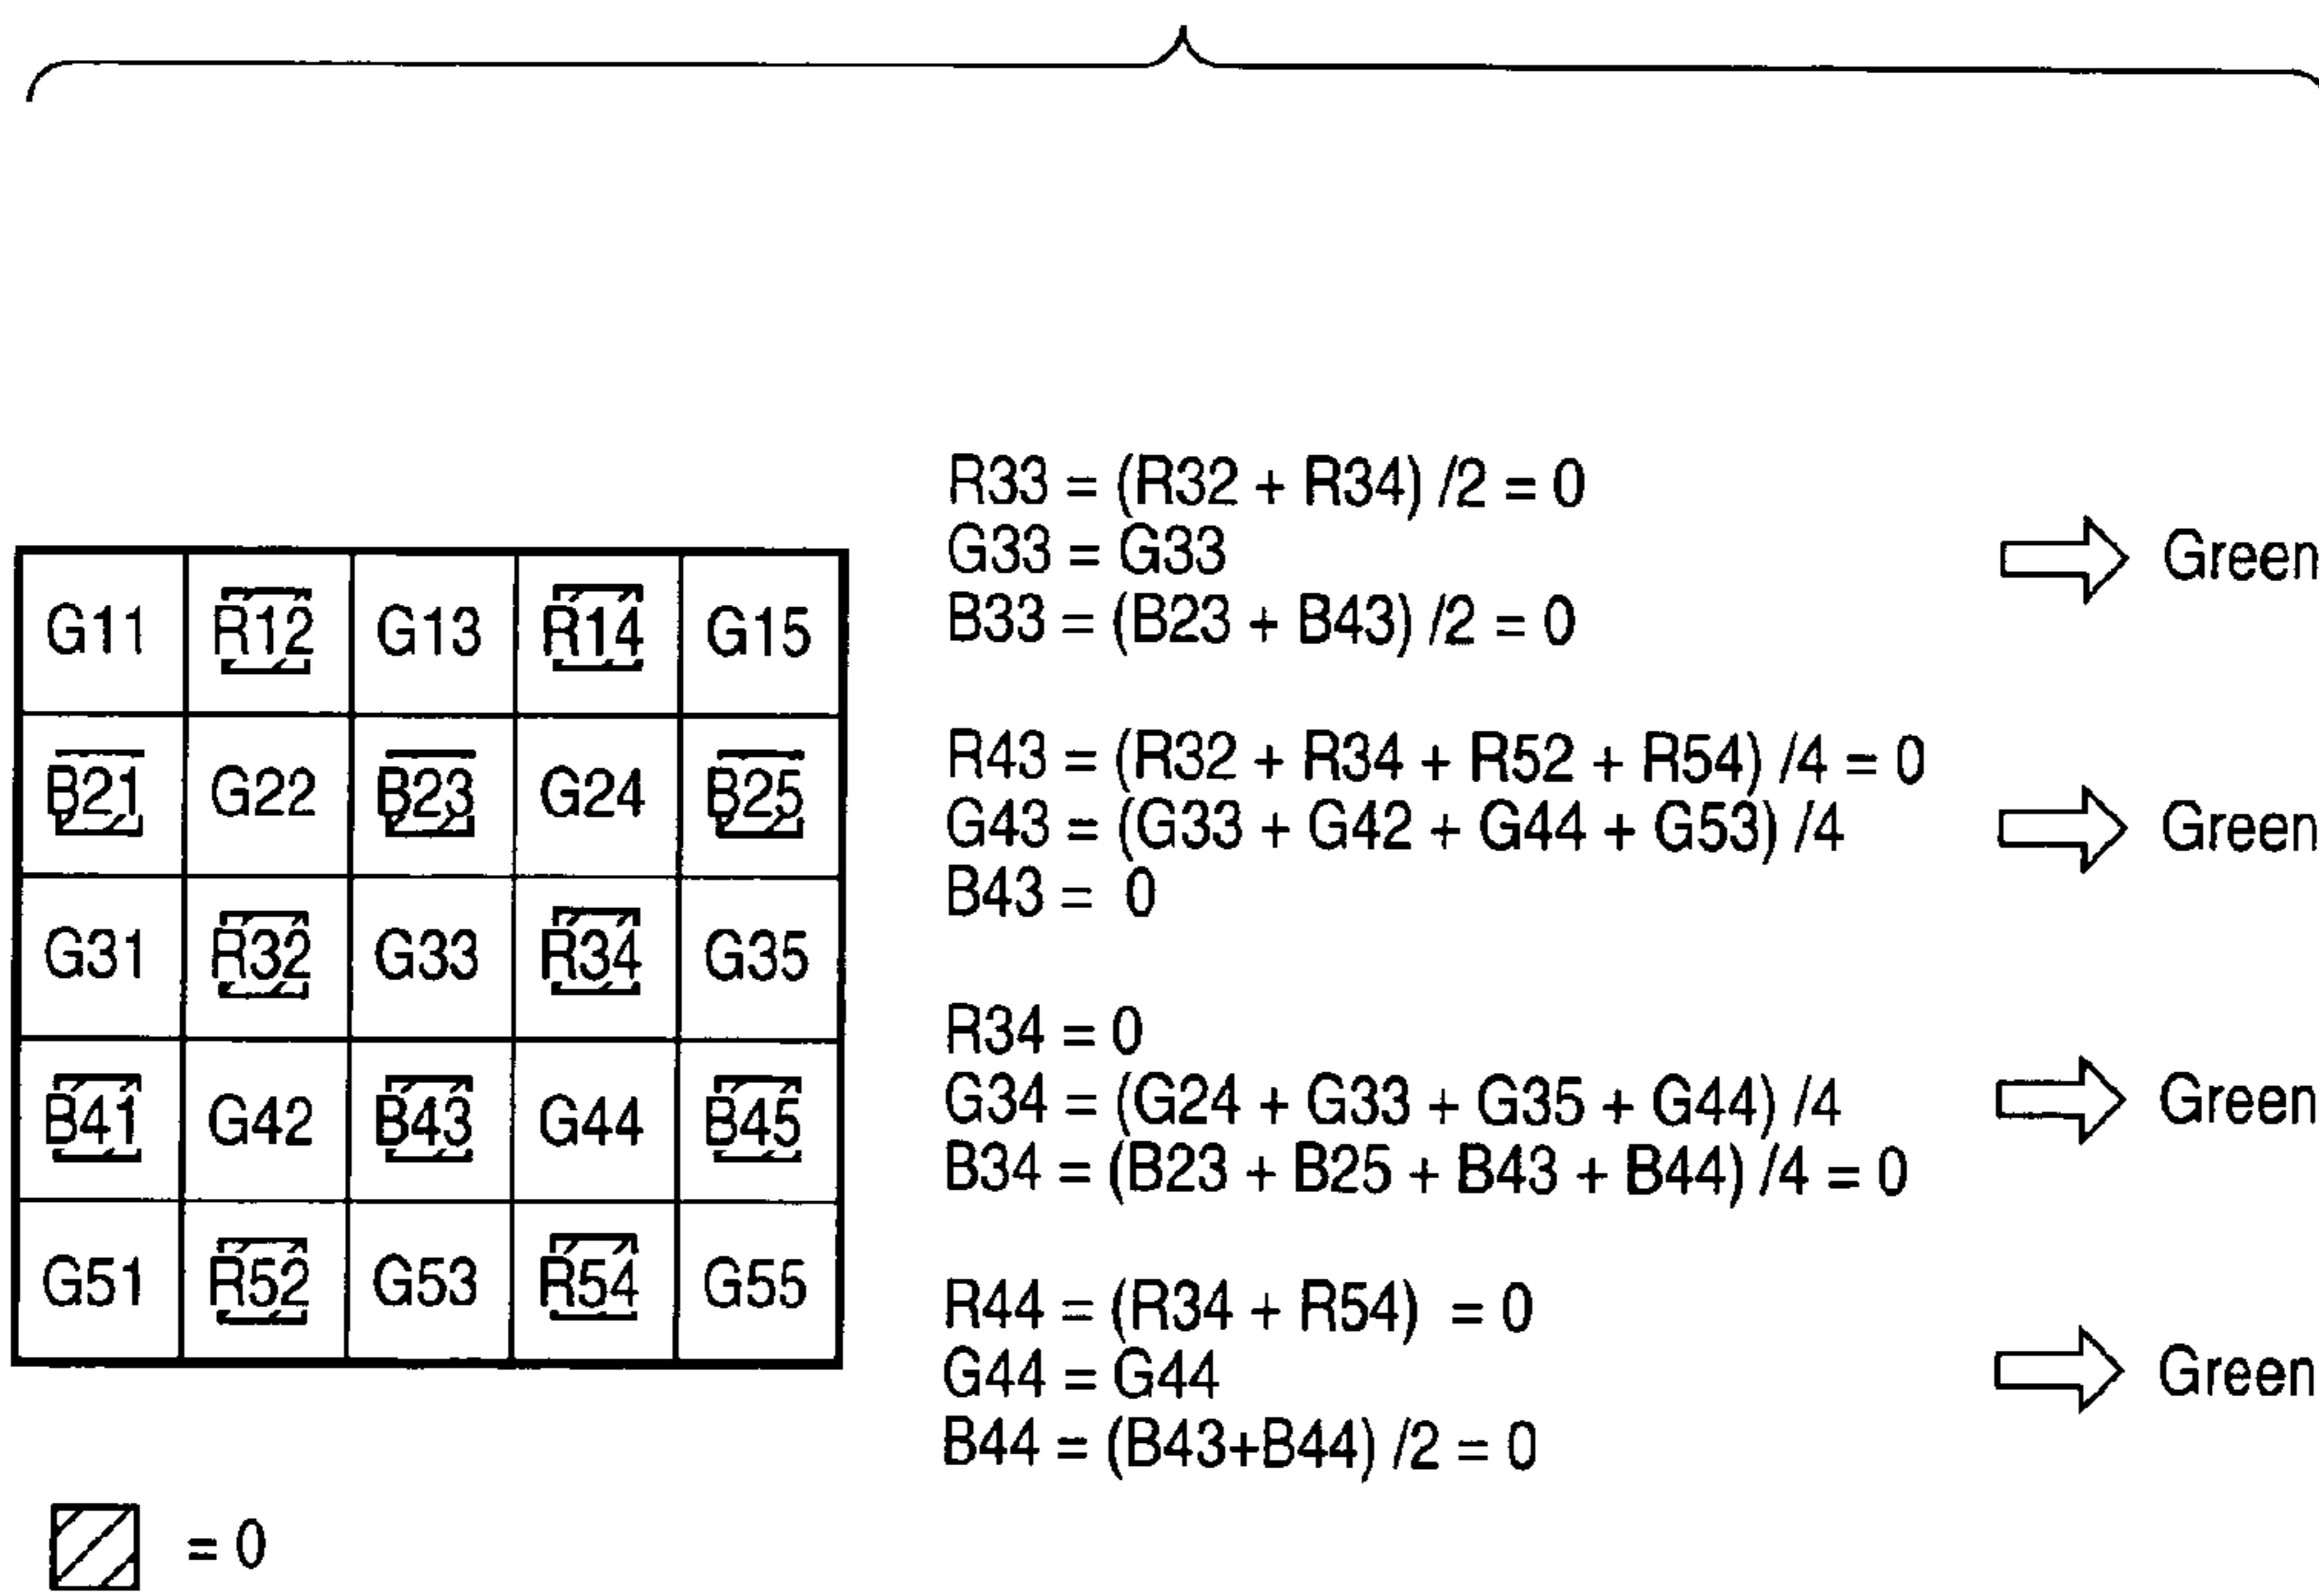 G11 R12 G13 R14 G15
B21 G22 B23 G24 B25
G31 R32 G33 R34 G35
B41 G42 B43 G44 B45
G51 R52 G53 R54 G55
= 0
R33 = (R32 + R34) /2 = 0
G33 = G33
B33 = (B23 + B43) /2 = 0
Green
R43 = (R32 + R34 + R52 + R54) /4 = 0
G43 = (G33 + G42 + G44 + G53) /4
B43 = 0
Green
R34 = 0
G34 = (G24 + G33 + G35 + G44) /4
B34 = (B23 + B25 + B43 + B44) /4 = 0
Green
R44 = (R34 + R54) = 0
G44 = G44
B44 = (B43+B44) /2 = 0
Green